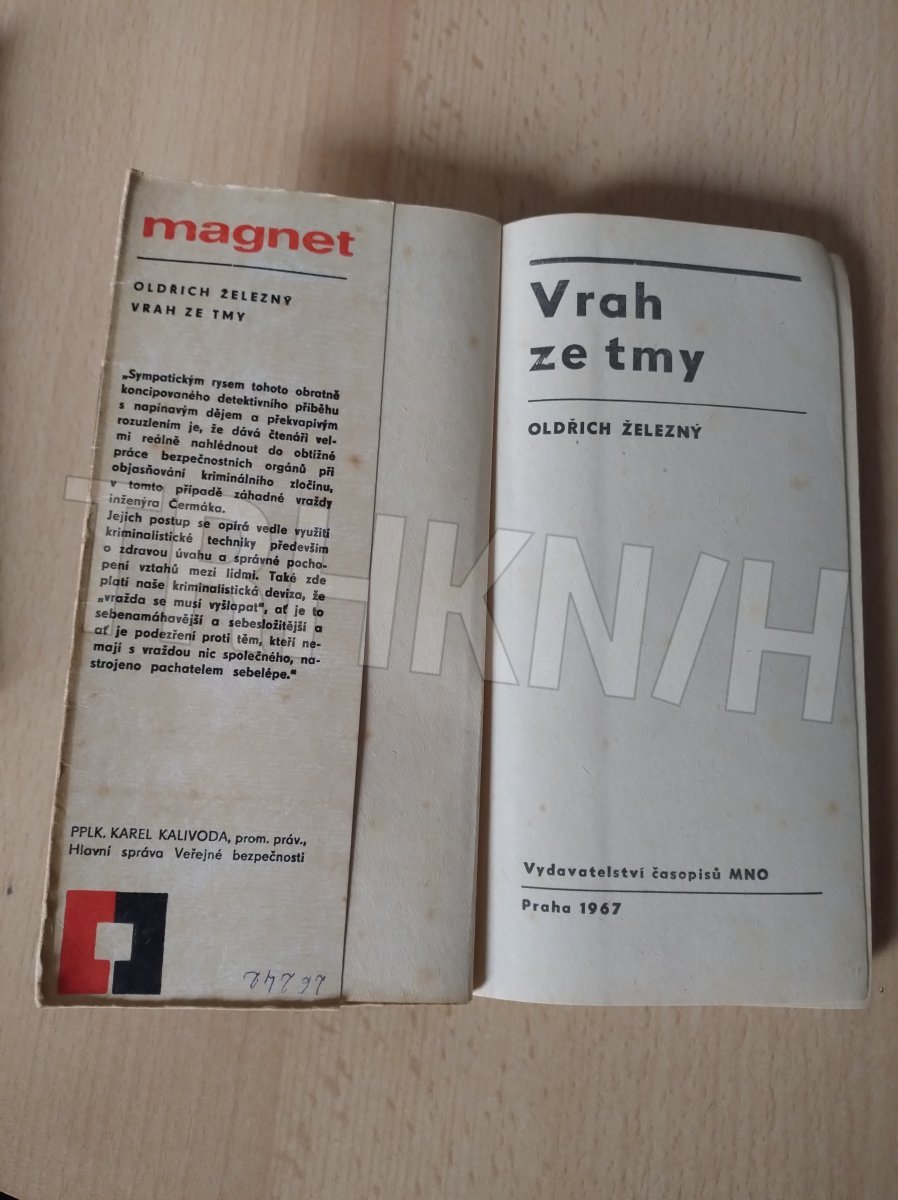 magnet
OLDŘICH ŽELEZNÝ
VRAH ZE TMY
„Sympatickým rysem tohoto obratně
koncipovaného detektivního příběhu
s napínavým dějem a překvapivým
rozuzlením je, že dává čtenáři vel-
mi reálně nahlédnout do obtížné
práce bezpečnostních orgánů při
objasňování kriminálního zločinu,
v tomto případě záhadné vraždy
inženýra Čermáka.
Jejich postup se opírá vedle využití
kriminalistické techniky především
o zdravou úvahu a správné pocho-
pení vztahů mezi lidmi. Také zde
platí naše kriminalistická deviza, že
„vražda se musí vyšlapat“, ať je to
sebenamáhavější a sebesložitější a
ať je podezření proti těm, kteří ne-
mají s vraždou nic společného, na-
strojeno pachatelem sebelépe.“
PPLK. KAREL KALIVODA, prom. práv.,
Hlavní správa Veřejné bezpečnosti
26242
Vrah
ze tmy
OLDŘICH ŽELEZNÝ
Vydavatelství časopisů MNO
Praha 1967
TRHKN/H